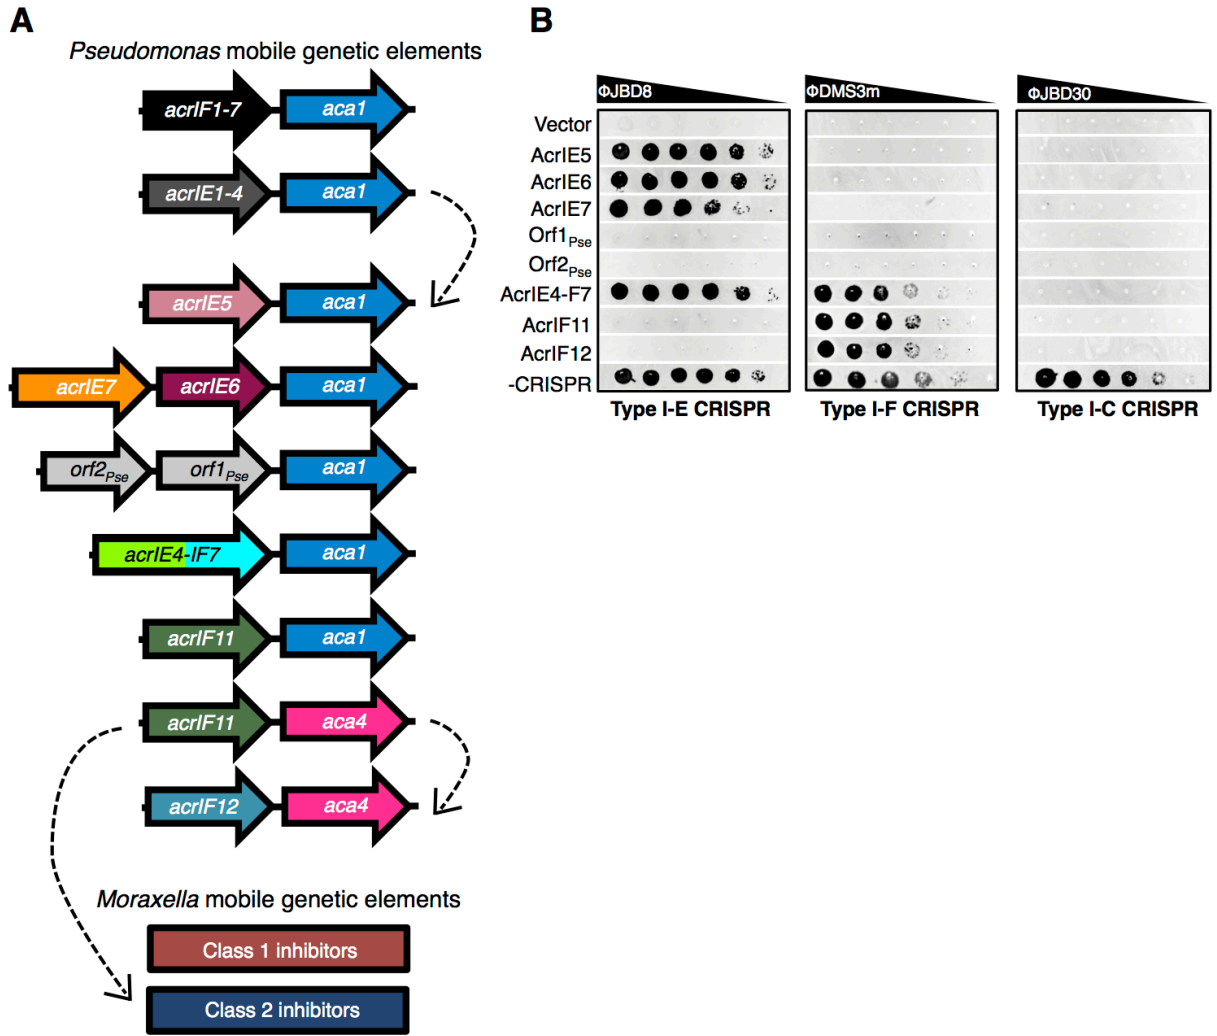 A
Pseudomonas mobile genetic elements
acrIF1-7 aca1
acrIE1-4 aca1
acrIE5 aca1
acrIE7 acrIE6 aca1
orf2Pse orf1Pse aca1
acrIE4-IF7 aca1
acrIF11 aca1
acrIF11 aca4
acrIF12 aca4
Moraxella mobile genetic elements
Class 1 inhibitors
Class 2 inhibitors
B
ΦJBD8 ΦDMS3m ΦJBD30
Vector
AcrIE5
AcrIE6
AcrIE7
Orf1Pse
Orf2Pse
AcrIE4-F7
AcrIF11
AcrIF12
-CRISPR
Type I-E CRISPR Type I-F CRISPR Type I-C CRISPR